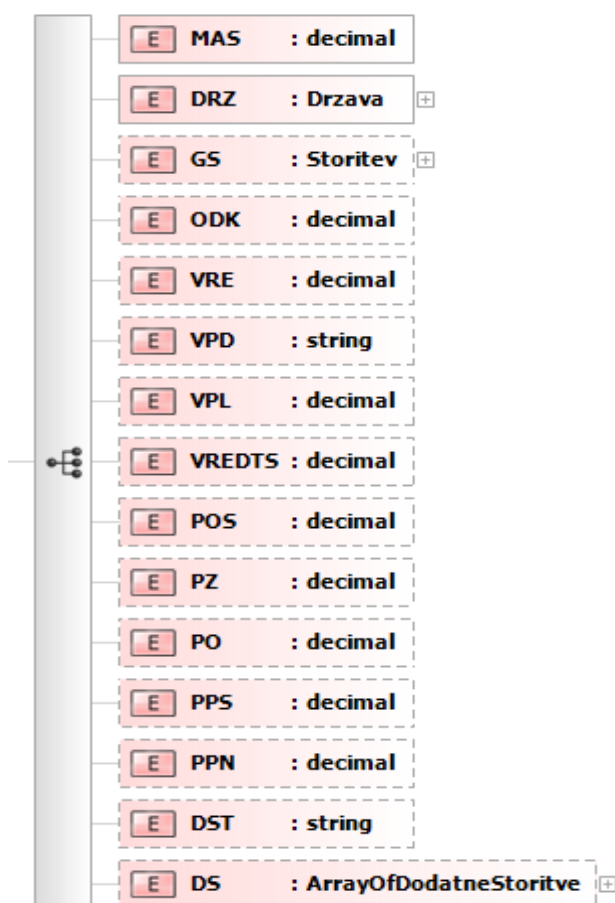 E MAS : decimal
E DRZ : Drzava
E GS : Storitev
E ODK : decimal
E VRE : decimal
E VPD : string
E VPL : decimal
E VREDTS : decimal
E POS : decimal
E PZ : decimal
E PO : decimal
E PPS : decimal
E PPN : decimal
E DST : string
E DS : ArrayOfDodatneStoritve